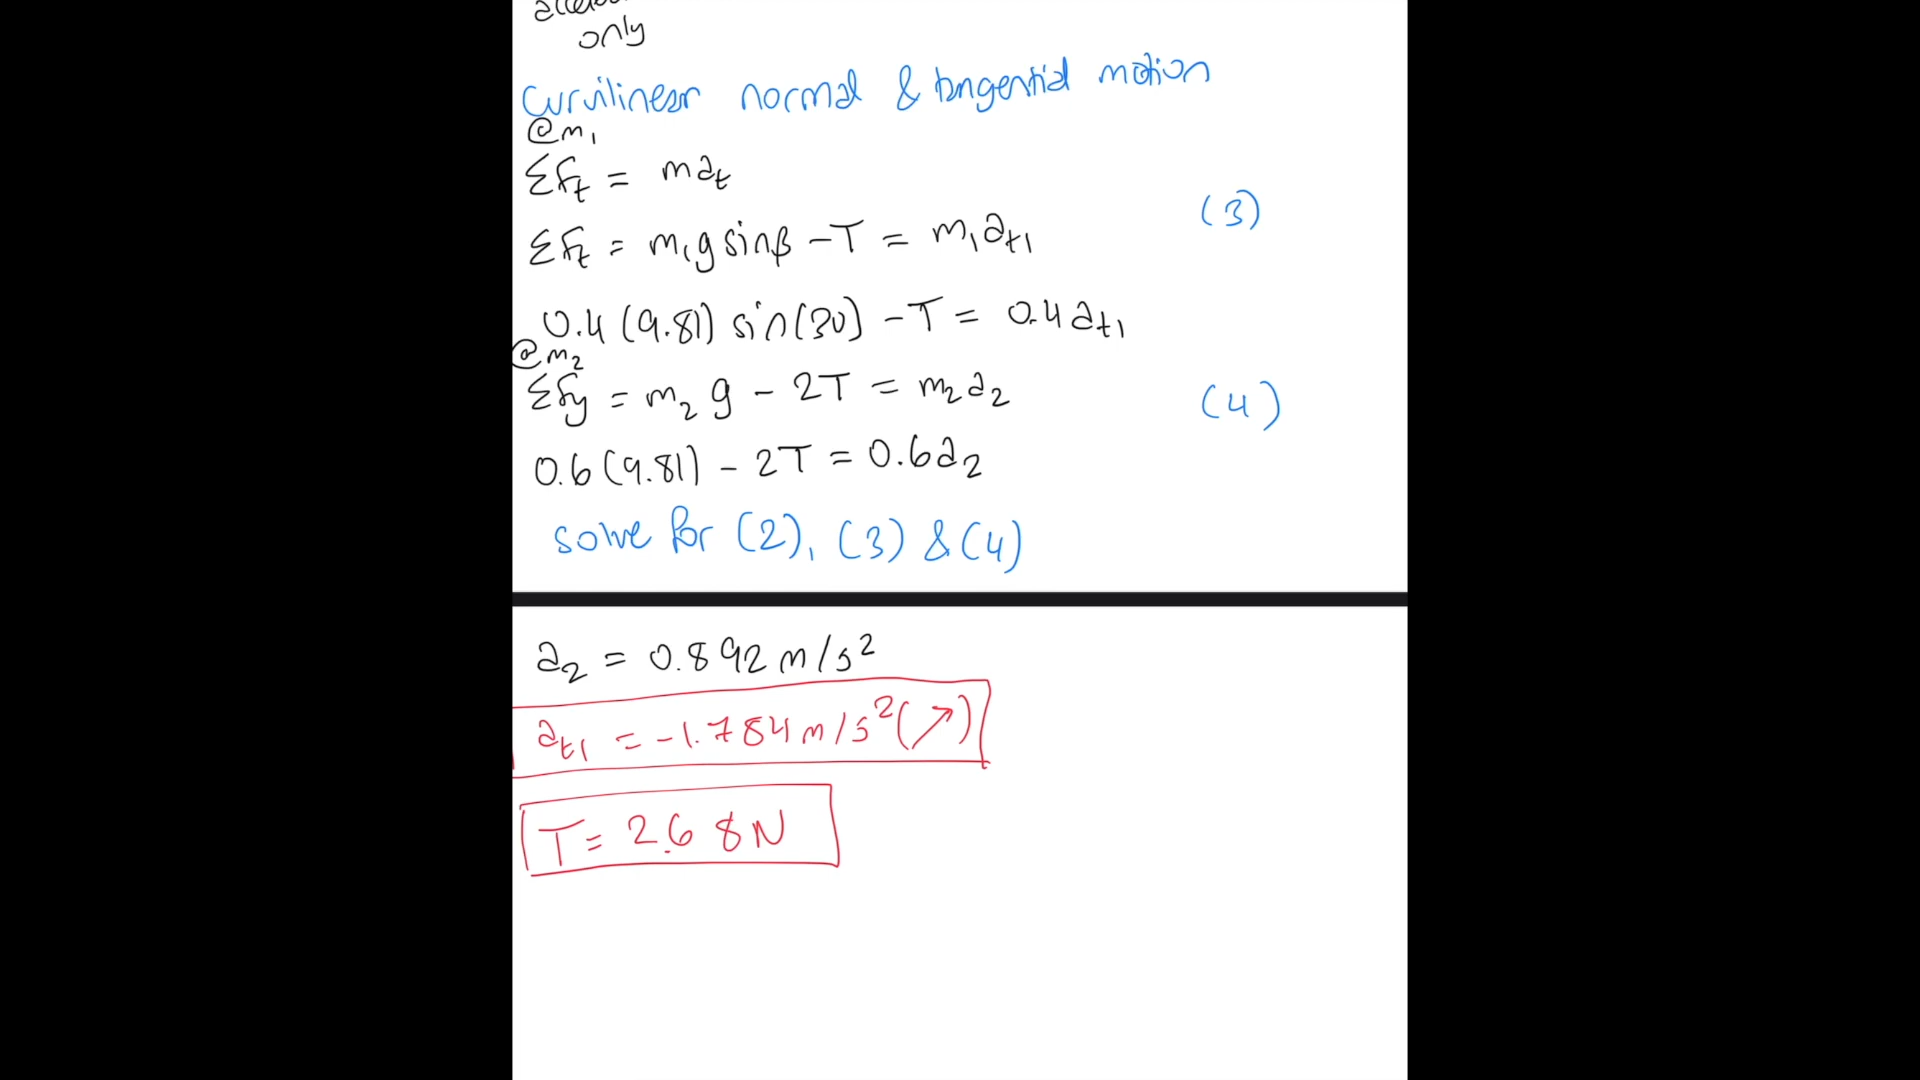 only
curvilinear normal & tangential motion
@m₁
ΣFₜ = maₜ
(3)
ΣFₜ = m₁g sinβ - T = m₁aₜ₁
0.4 (9.81) sin(30) - T = 0.4aₜ₁
@m₂
ΣFy = m₂g - 2T = m₂a₂
(4)
0.6 (9.81) - 2T = 0.6a₂
solve for (2), (3) & (4)
a₂ = 0.892 m/s²
aₜ₁ = -1.784 m/s² (↗)
T = 2.68 N